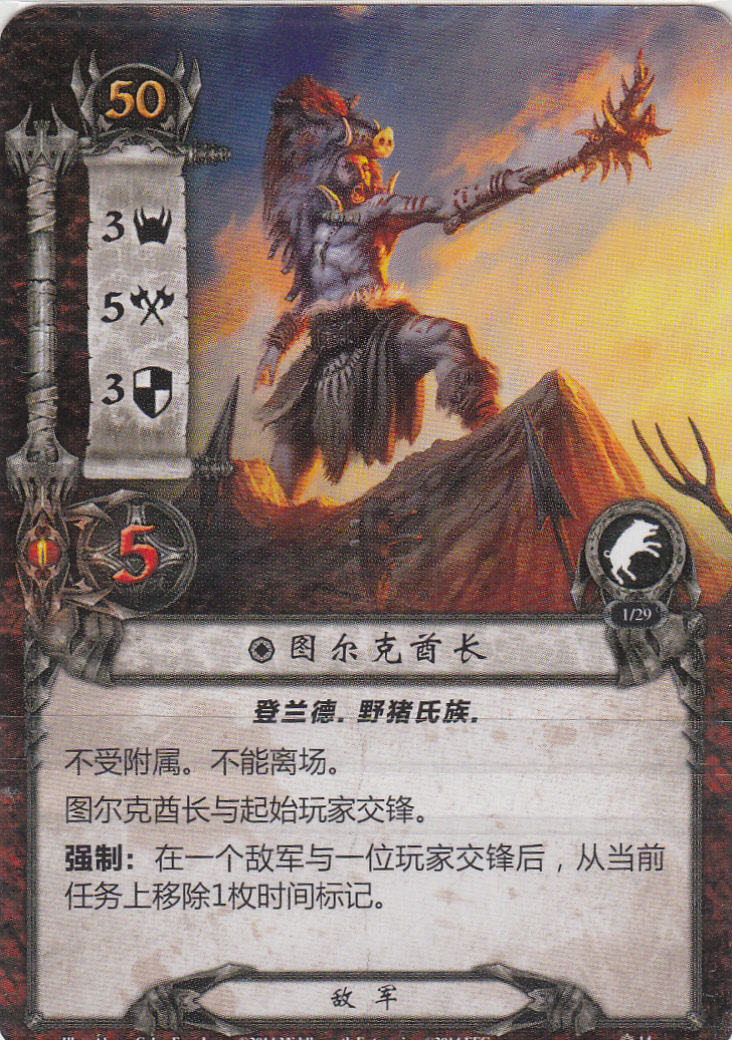 50
3
5
3
5
1/29
图尔克酋长
登兰德. 野猪氏族.
不受附属。不能离场。
图尔克酋长与起始玩家交锋。
强制：在一个敌军与一位玩家交锋后，从当前
任务上移除1枚时间标记。
敌军